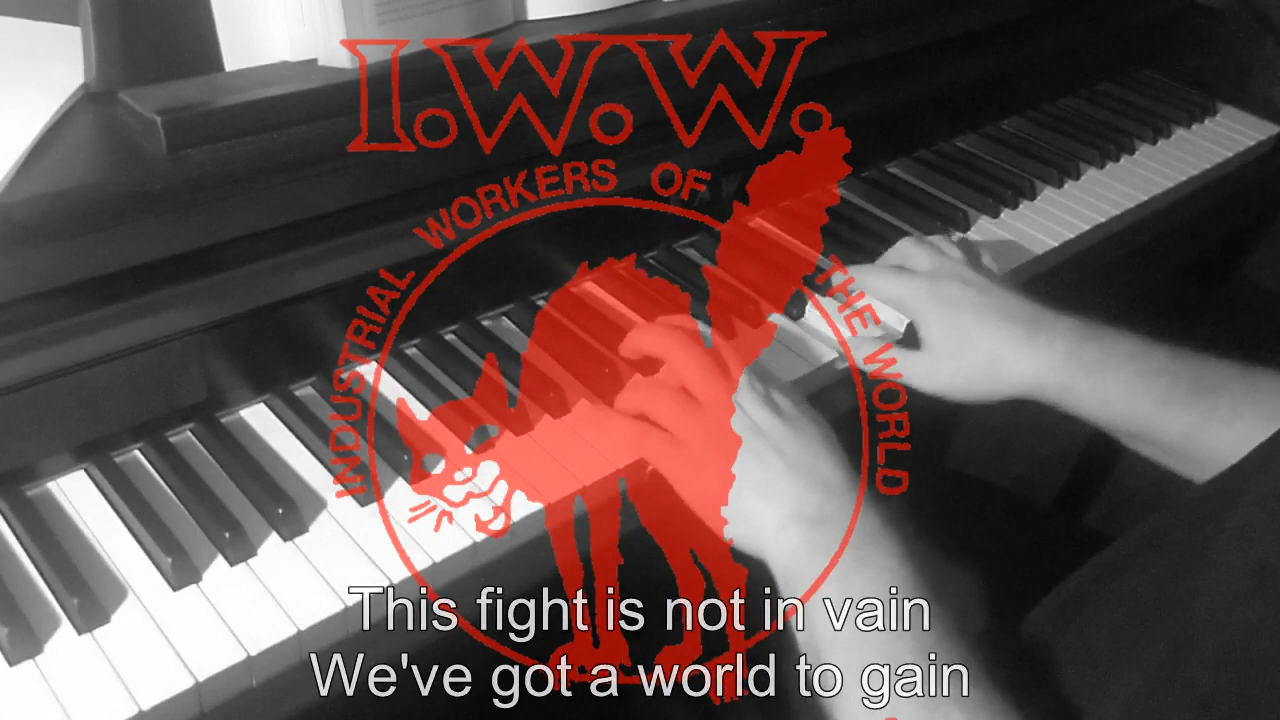 I.W.W.
INDUSTRIAL WORKERS OF THE WORLD
This fight is not in vain
We've got a world to gain